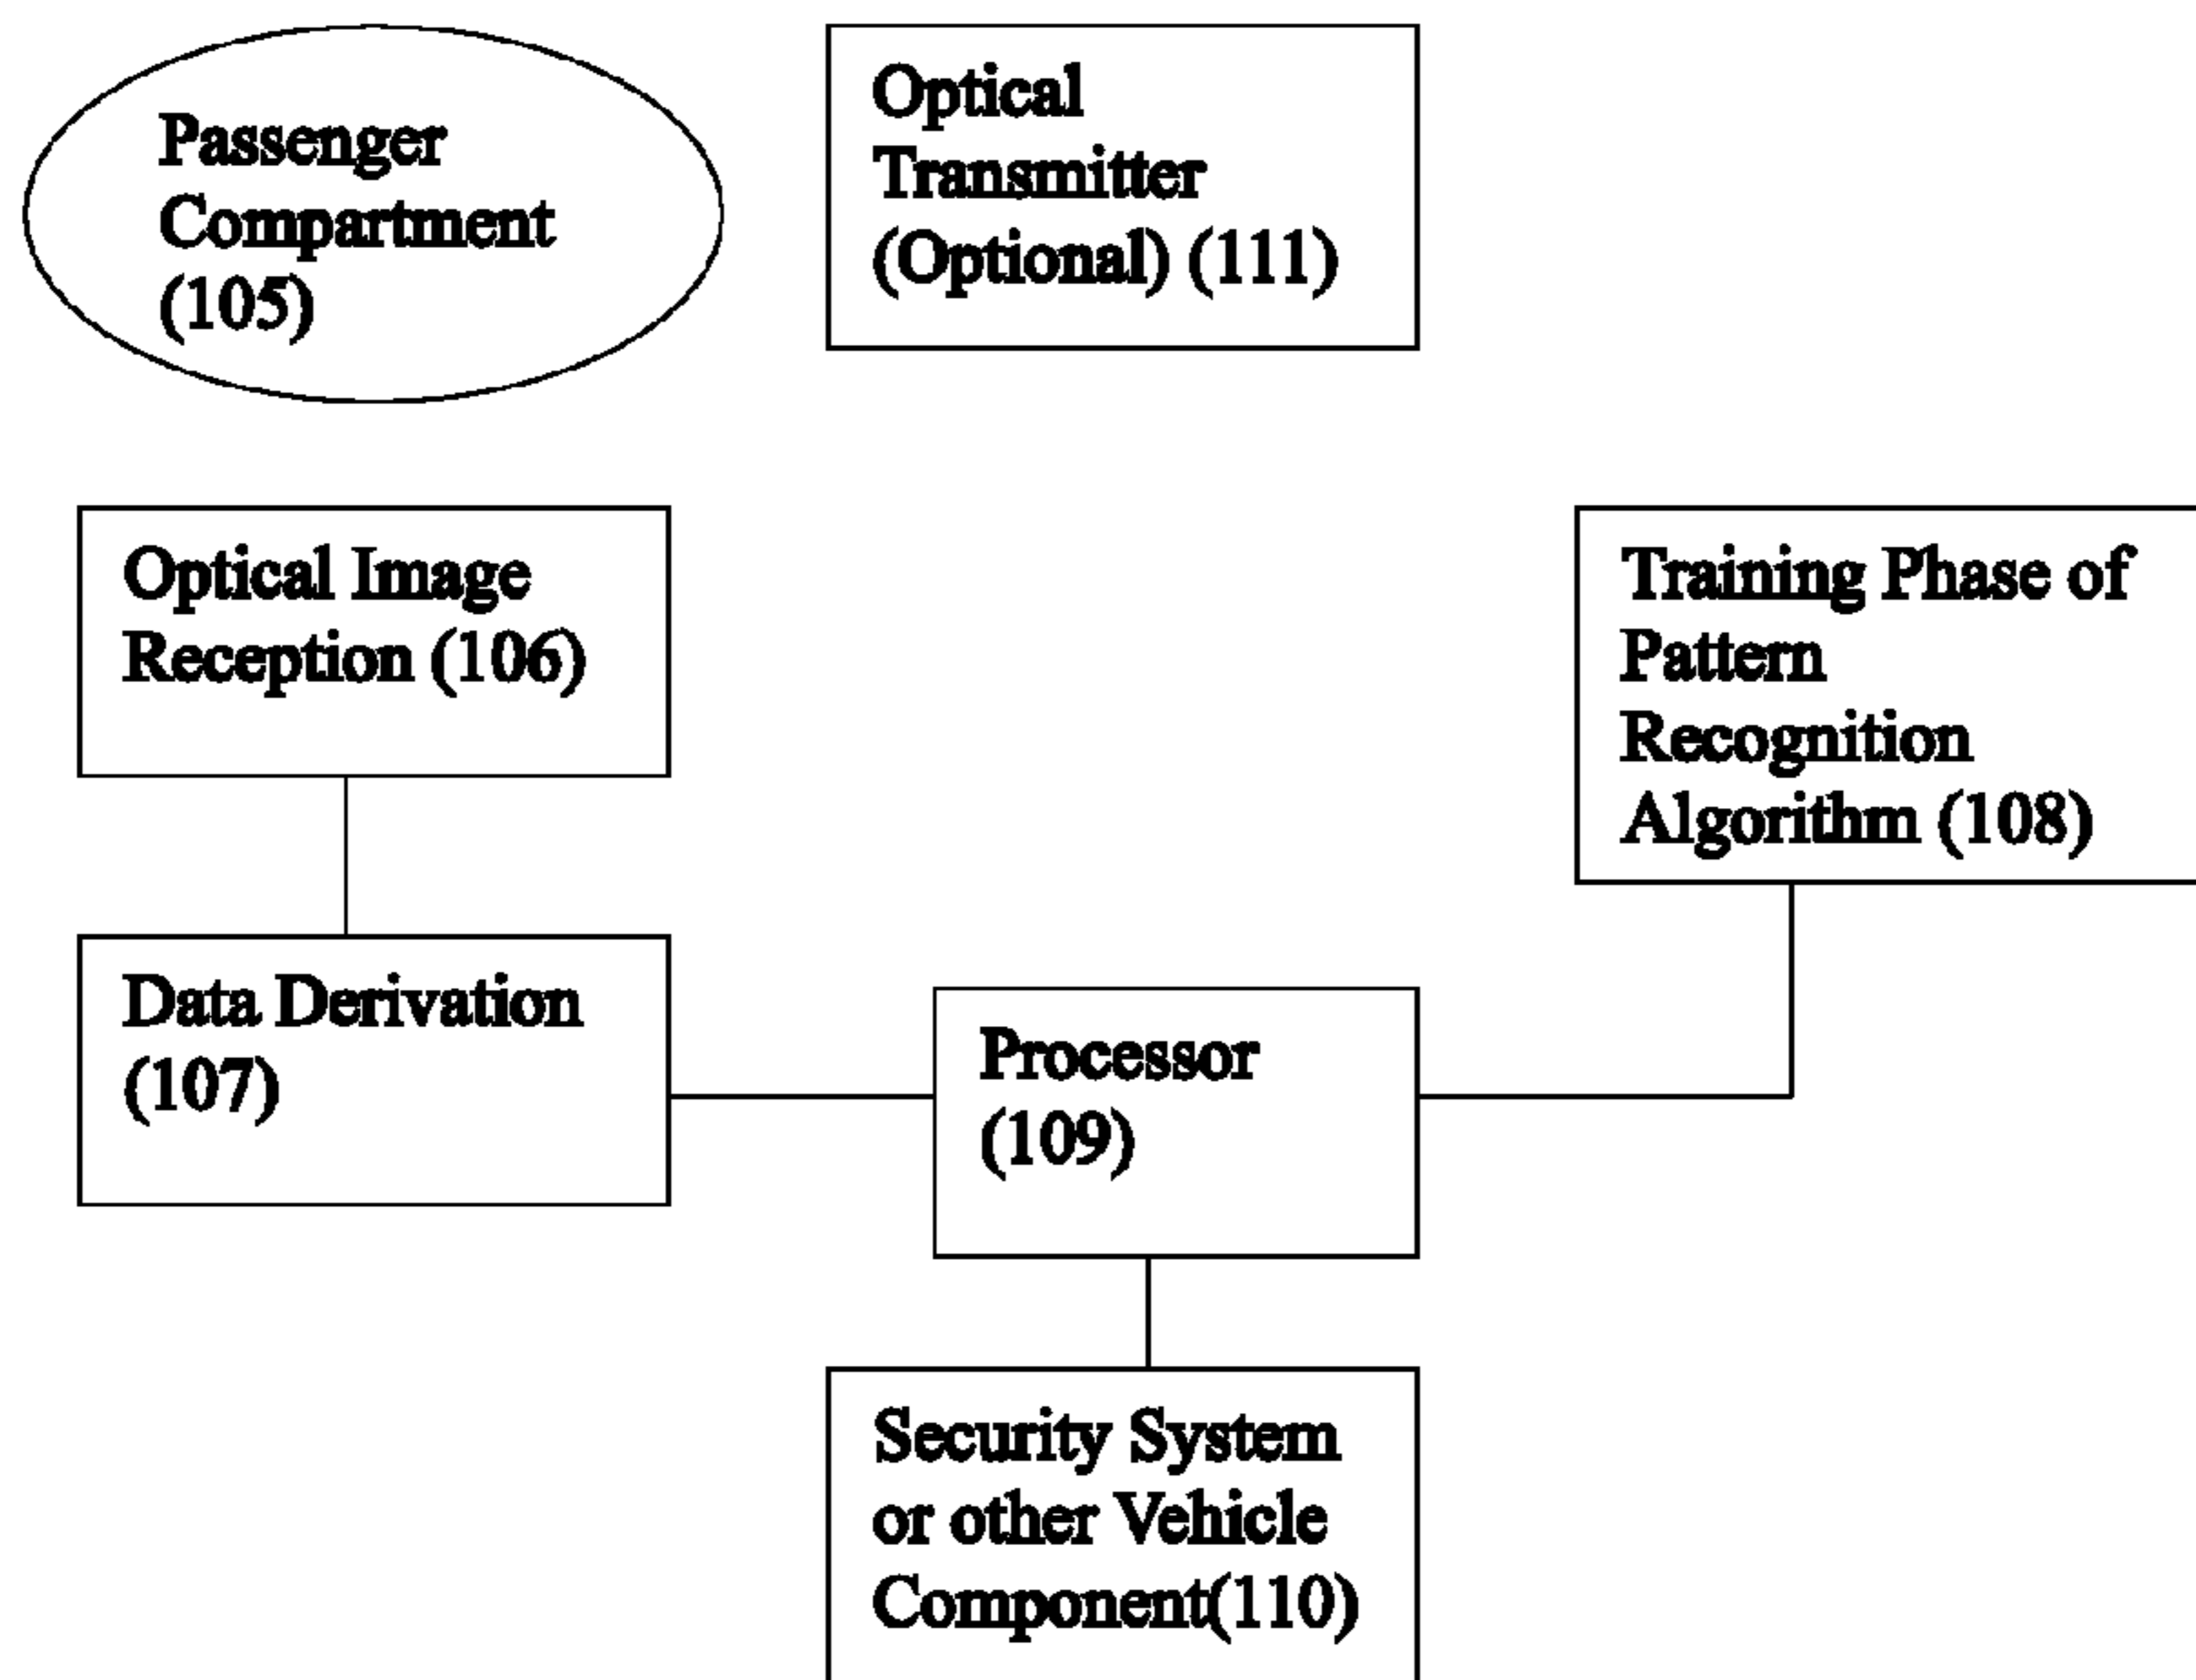 Passenger
Compartment
(105)
Optical
Transmitter
(Optional) (111)
Optical Image
Reception (106)
Training Phase of
Pattern
Recognition
Algorithm (108)
Data Derivation
(107)
Processor
(109)
Security System
or other Vehicle
Component(110)